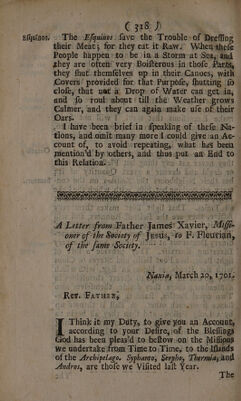 ( 318 )
Esquinos. The Esquinos save the Trouble of Dressing
their Meat; for they eat it Raw. When these
People happen to be in a Storm at Sea, and
they are often very Boisterous in those Parts,
they shut themselves up in their Canoes, with
Covers provided for that Purpose, shutting so
close, that not a Drop of Water can get in,
and so roul about till the Weather grows
Calmer, and they can again make use of their
Oars.
I have been brief in speaking of these Na-
tions, and omit many more I could give an Ac-
count of, to avoid repeating, what has been
mention'd by others, and thus put an End to
this Relation.
A Letter from Father James Xavier, Missi-
oner of the Society of Jesus, to F. Fleurian,
of the same Society.
Naxia, March 20, 1701.
Rev. Father,
I Think it my Duty, to give you an Account,
according to your Desire, of the Blessings
God has been pleas'd to bestow on the Missions
we undertake from Time to Time, to the Islands
of the Archipelago. Syphanto, Serpho, Thermia, and
Andros, are those we Visited last Year.
The